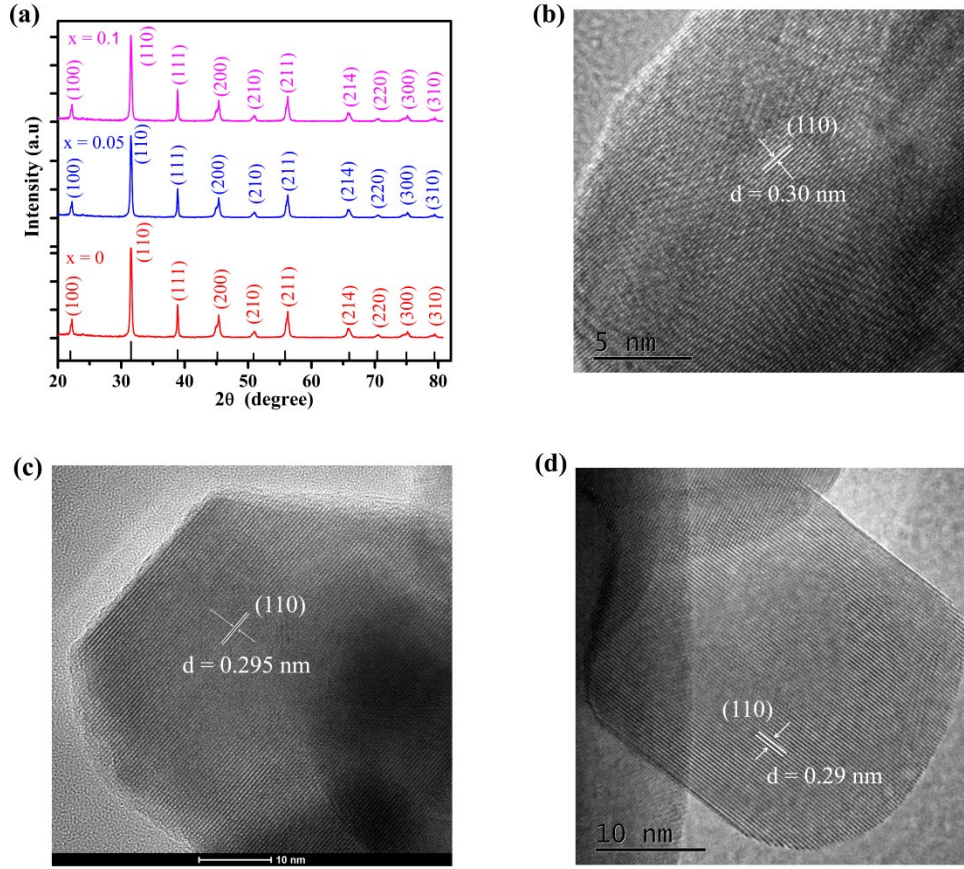 (a)
Intensity (a.u)
x = 0.1
(100)
(110)
(111)
(200)
(210)
(211)
(214)
(220)
(300)
(310)
x = 0.05
(100)
(110)
(111)
(200)
(210)
(211)
(214)
(220)
(300)
(310)
x = 0
(100)
(110)
(111)
(200)
(210)
(211)
(214)
(220)
(300)
(310)
20 30 40 50 60 70 80
2θ (degree)
(b)
(110)
d = 0.30 nm
5 nm
(c)
(110)
d = 0.295 nm
10 nm
(d)
(110)
d = 0.29 nm
10 nm